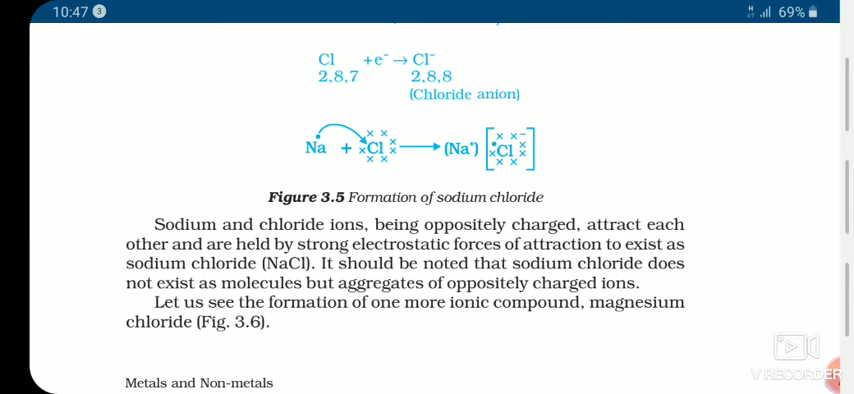 10:47 3 69%
Cl +e⁻ → Cl⁻
2,8,7 2,8,8
(Chloride anion)
Na + Cl → (Na⁺) [Cl]⁻
Figure 3.5 Formation of sodium chloride
Sodium and chloride ions, being oppositely charged, attract each
other and are held by strong electrostatic forces of attraction to exist as
sodium chloride (NaCl). It should be noted that sodium chloride does
not exist as molecules but aggregates of oppositely charged ions.
Let us see the formation of one more ionic compound, magnesium
chloride (Fig. 3.6).
V RECORDER
Metals and Non-metals